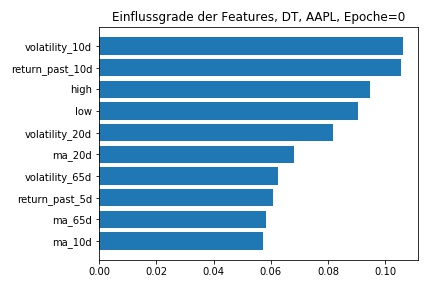 Einflussgrade der Features, DT, AAPL, Epoche=0
volatility_10d
return_past_10d
high
low
volatility_20d
ma_20d
volatility_65d
return_past_5d
ma_65d
ma_10d
0.00 0.02 0.04 0.06 0.08 0.10